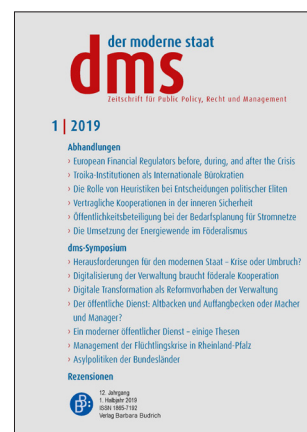 der moderne staat
dms
Zeitschrift für Public Policy, Recht und Management
1 | 2019
Abhandlungen
› European Financial Regulators before, during, and after the Crisis
› Troika-Institutionen als Internationale Bürokratien
› Die Rolle von Heuristiken bei Entscheidungen politischer Eliten
› Vertragliche Kooperationen in der inneren Sicherheit
› Öffentlichkeitsbeteiligung bei der Bedarfsplanung für Stromnetze
› Die Umsetzung der Energiewende im Föderalismus
dms-Symposium
› Herausforderungen für den modernen Staat – Krise oder Umbruch?
› Digitalisierung der Verwaltung braucht föderale Kooperation
› Digitale Transformation als Reformvorhaben der Verwaltung
› Der öffentliche Dienst: Altbacken und Auffangbecken oder Macher
und Manager?
› Ein moderner öffentlicher Dienst – einige Thesen
› Management der Flüchtlingskrise in Rheinland-Pfalz
› Asylpolitiken der Bundesländer
Rezensionen
12. Jahrgang
1. Halbjahr 2019
ISSN 1865-7192
Verlag Barbara Budrich